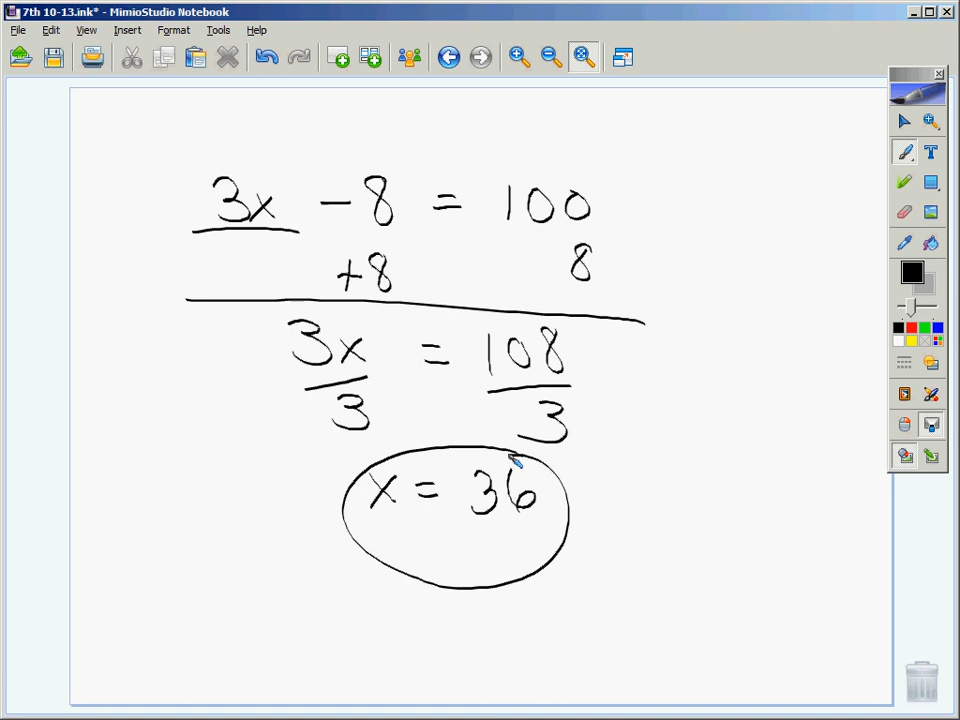 7th 10-13.ink* - MimioStudio Notebook
File Edit View Insert Format Tools Help
3x - 8 = 100
+8 8
3x = 108
3 3
x = 36
T